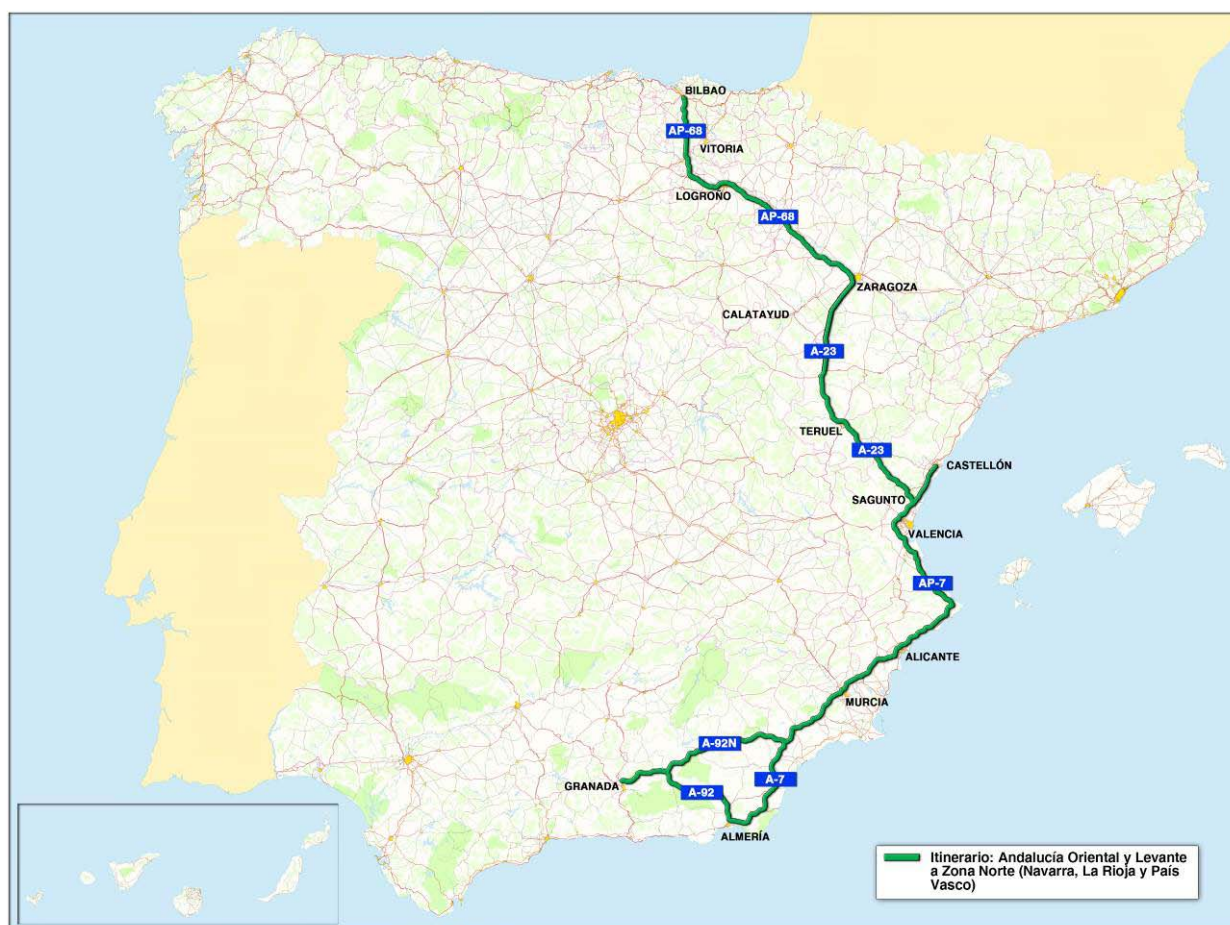 BILBAO
AP-68
VITORIA
LOGROÑO
AP-68
ZARAGOZA
CALATAYUD
A-23
TERUEL
A-23
CASTELLÓN
SAGUNTO
VALENCIA
AP-7
ALICANTE
MURCIA
A-92N
GRANADA
A-7
A-92
ALMERÍA
Itinerario: Andalucía Oriental y Levante
a Zona Norte (Navarra, La Rioja y País
Vasco)